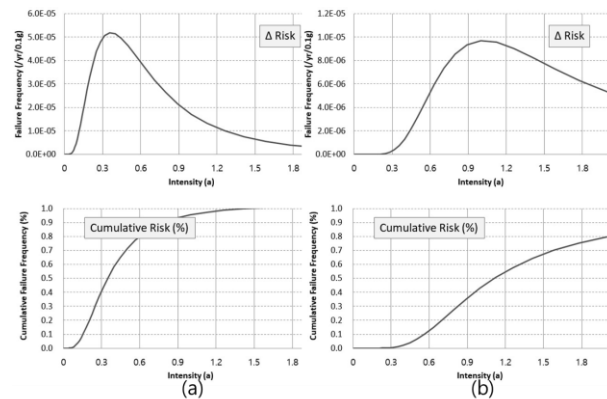 6.0E-05
5.0E-05
4.0E-05
3.0E-05
2.0E-05
1.0E-05
0.0E+00
Failure Frequency (/yr/0.1g)
Δ Risk
0 0.3 0.6 0.9 1.2 1.5 1.8
Intensity (a)
1.2E-05
1.0E-05
8.0E-06
6.0E-06
4.0E-06
2.0E-06
0.0E+00
Failure Frequency (/yr/0.1g)
Δ Risk
0 0.3 0.6 0.9 1.2 1.5 1.8
Intensity (a)
1.0
0.9
0.8
0.7
0.6
0.5
0.4
0.3
0.2
0.1
0.0
Cumulative Failure Frequency (%)
Cumulative Risk (%)
0 0.3 0.6 0.9 1.2 1.5 1.8
Intensity (a)
(a)
1.0
0.9
0.8
0.7
0.6
0.5
0.4
0.3
0.2
0.1
0.0
Cumulative Failure Frequency (%)
Cumulative Risk (%)
0 0.3 0.6 0.9 1.2 1.5 1.8
Intensity (a)
(b)